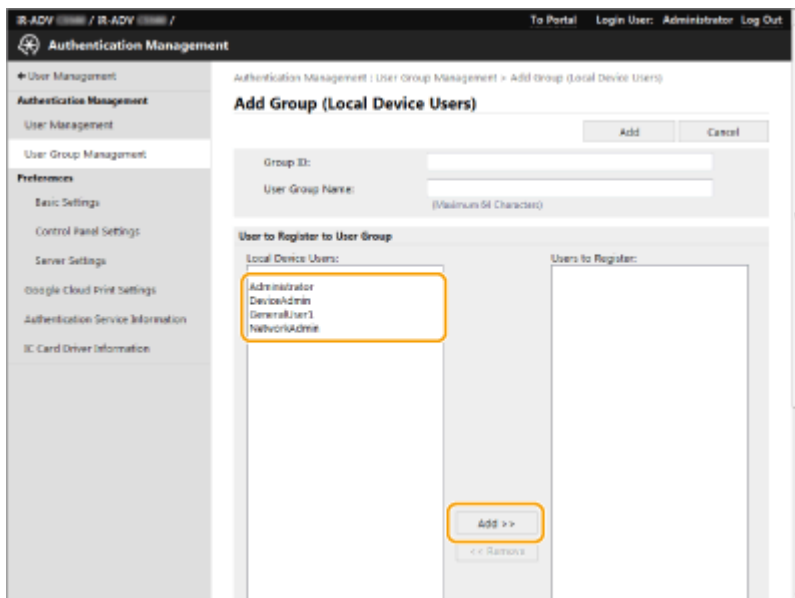 IR-ADV / IR-ADV /
To Portal Login User: Administrator Log Out
Authentication Management
User Management
Authentication Management
User Management
User Group Management
Preferences
Basic Settings
Control Panel Settings
Server Settings
Google Cloud Print Settings
Authentication Service Information
IC Card Driver Information
Authentication Management : User Group Management > Add Group (Local Device Users)
Add Group (Local Device Users)
Add Cancel
Group ID:
User Group Name:
(Maximum 64 Characters)
User to Register to User Group
Local Device Users: Users to Register:
Administrator
DeviceAdmin
GeneralUser1
NetworkAdmin
Add >>
<< Remove